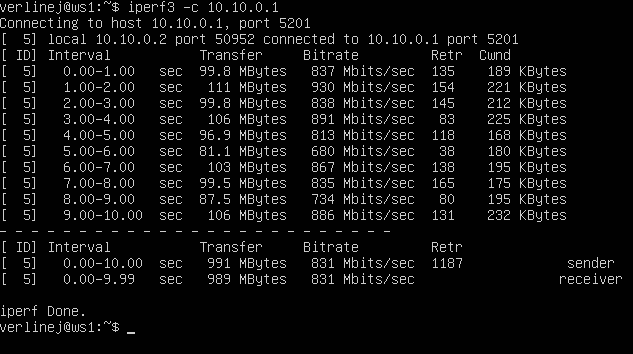 verlinej@ws1:~$ iperf3 -c 10.10.0.1
Connecting to host 10.10.0.1, port 5201
[  5] local 10.10.0.2 port 50952 connected to 10.10.0.1 port 5201
[ ID] Interval           Transfer     Bitrate         Retr  Cwnd
[  5]   0.00-1.00   sec  99.8 MBytes   837 Mbits/sec  135    189 KBytes
[  5]   1.00-2.00   sec   111 MBytes   930 Mbits/sec  154    221 KBytes
[  5]   2.00-3.00   sec  99.8 MBytes   838 Mbits/sec  145    212 KBytes
[  5]   3.00-4.00   sec   106 MBytes   891 Mbits/sec   83    225 KBytes
[  5]   4.00-5.00   sec  96.9 MBytes   813 Mbits/sec  118    168 KBytes
[  5]   5.00-6.00   sec  81.1 MBytes   680 Mbits/sec   38    180 KBytes
[  5]   6.00-7.00   sec   103 MBytes   867 Mbits/sec  138    195 KBytes
[  5]   7.00-8.00   sec  99.5 MBytes   835 Mbits/sec  165    175 KBytes
[  5]   8.00-9.00   sec  87.5 MBytes   734 Mbits/sec   80    195 KBytes
[  5]   9.00-10.00  sec   106 MBytes   886 Mbits/sec  131    232 KBytes
- - - - - - - - - - - - - - - - - - - - - - - - -
[ ID] Interval           Transfer     Bitrate         Retr
[  5]   0.00-10.00  sec   991 MBytes   831 Mbits/sec  1187             sender
[  5]   0.00-9.99   sec   989 MBytes   831 Mbits/sec                  receiver
iperf Done.
verlinej@ws1:~$ _